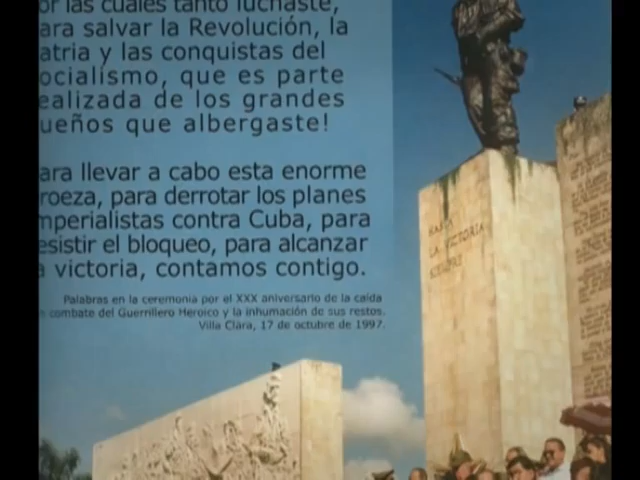 or las cuales tanto luchaste,
ara salvar la Revolución, la
atria y las conquistas del
ocialismo, que es parte
ealizada de los grandes
ueños que albergaste!
ara llevar a cabo esta enorme
roeza, para derrotar los planes
mperialistas contra Cuba, para
esistir el bloqueo, para alcanzar
a victoria, contamos contigo.
Palabras en la ceremonia por el XXX aniversario de la caída
combate del Guerrillero Heroico y la inhumación de sus restos.
Villa Clara, 17 de octubre de 1997.
HASTA
LA VICTORIA
SIEMPRE